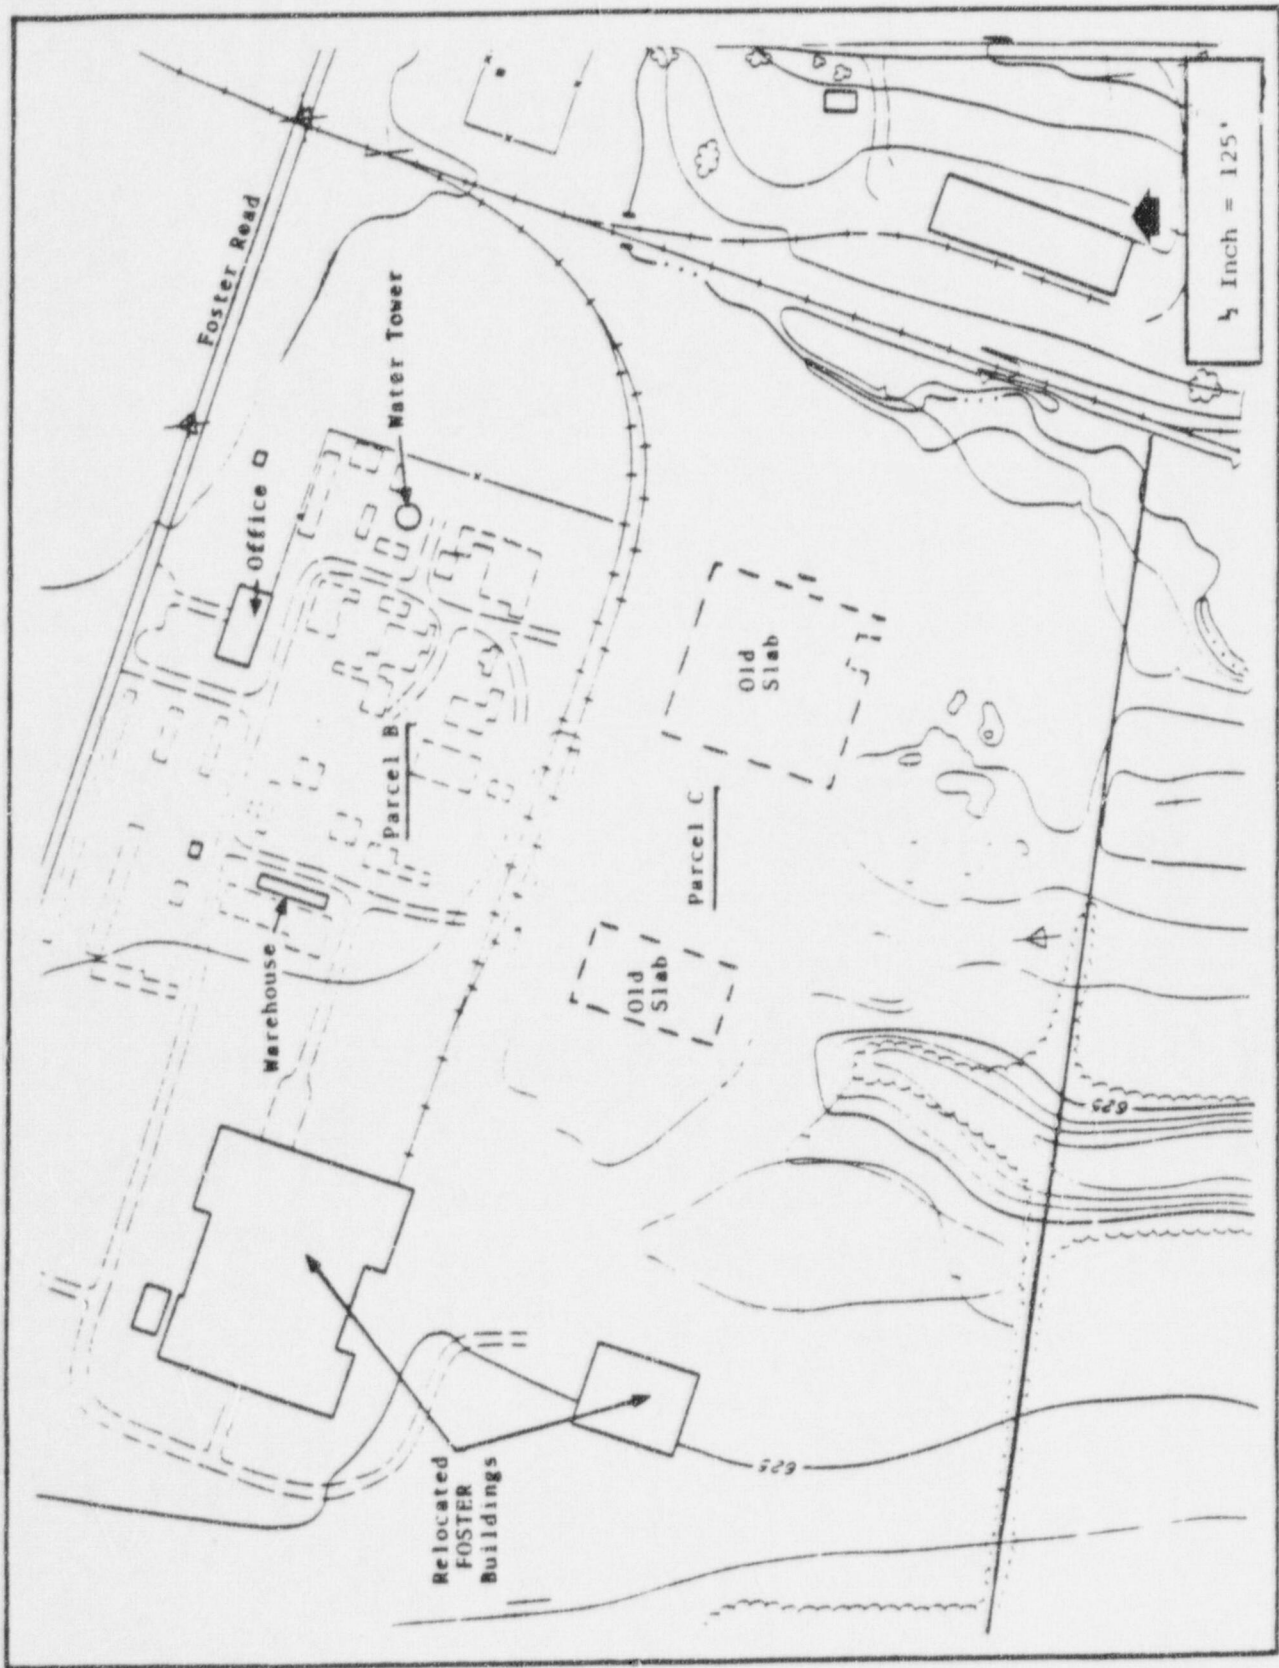 Foster Road
Office
Water Tower
Parcel B
Warehouse
Old
Slab
Parcel C
Old
Slab
Relocated
FOSTER
Buildings
625
625
½ Inch = 125'